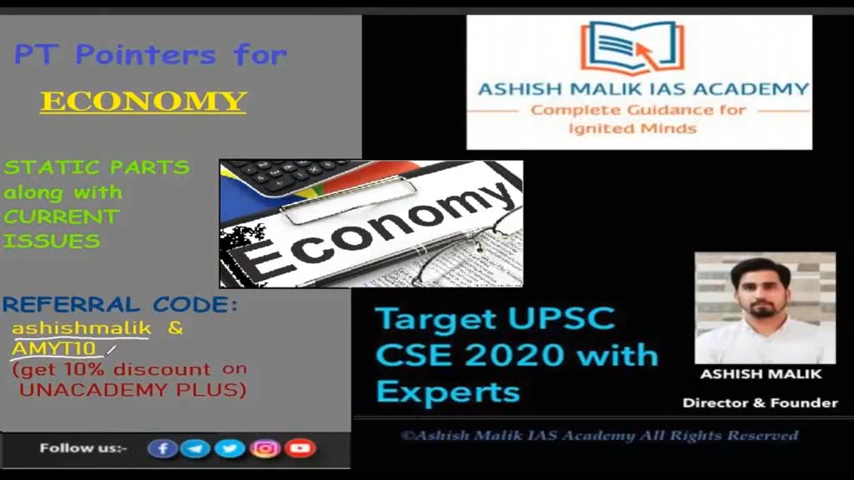 PT Pointers for
ECONOMY
STATIC PARTS
along with
CURRENT
ISSUES
REFERRAL CODE:
ashishmalik &
AMYT10
(get 10% discount on
UNACADEMY PLUS)
Follow us:-
Economy
ASHISH MALIK IAS ACADEMY
Complete Guidance for
Ignited Minds
Target UPSC
CSE 2020 with
Experts
ASHISH MALIK
Director & Founder
©Ashish Malik IAS Academy All Rights Reserved